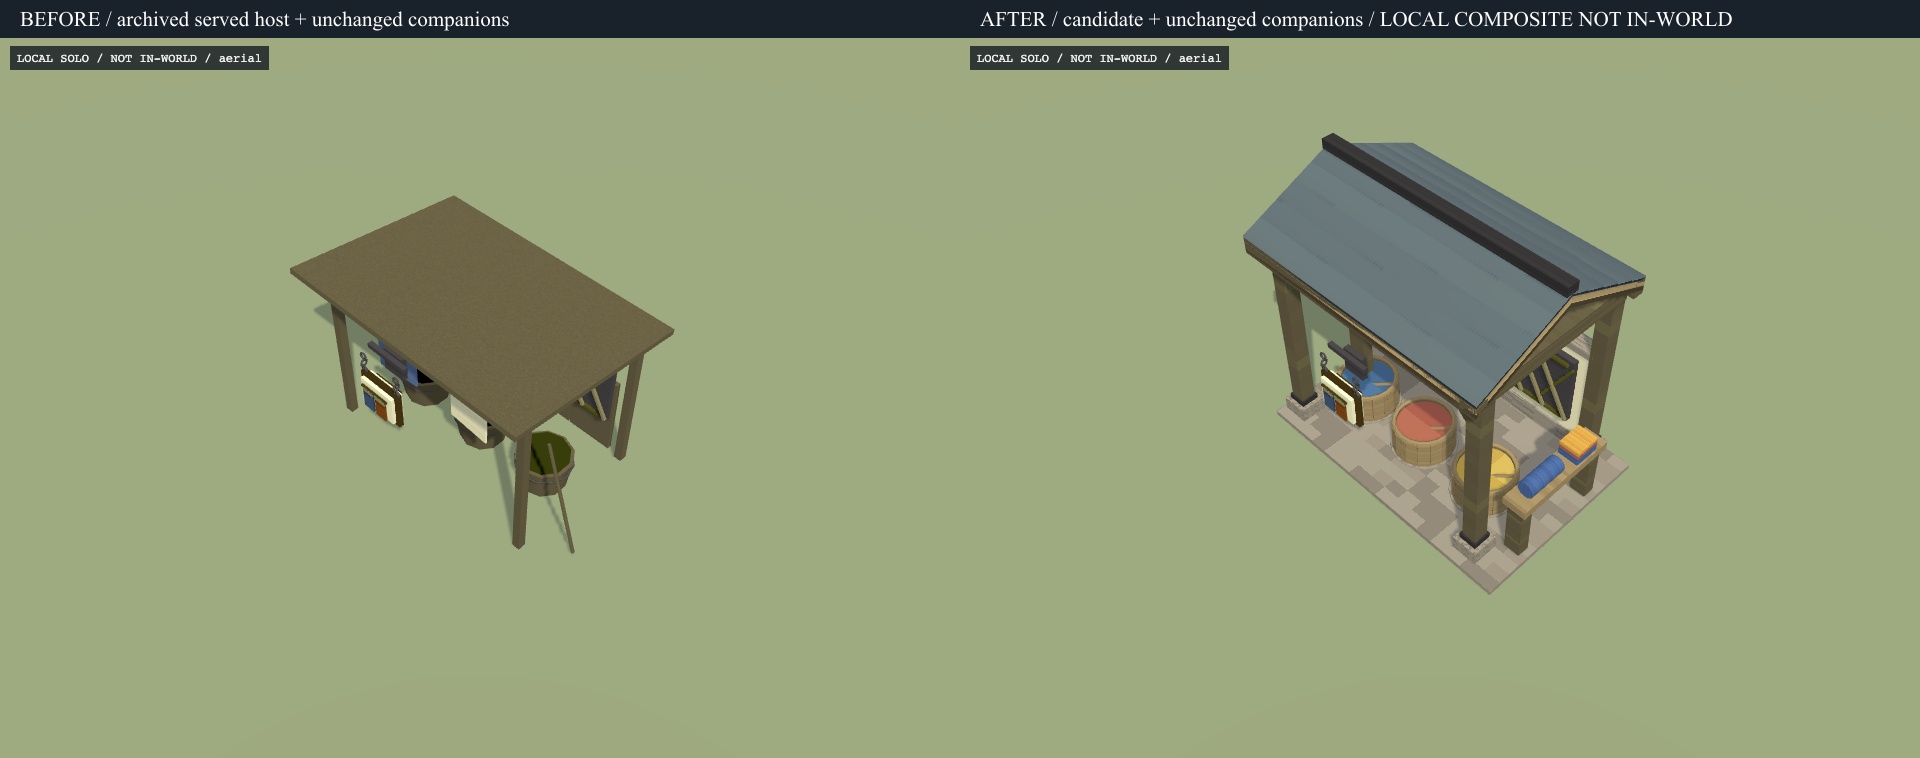 BEFORE / archived served host + unchanged companions
AFTER / candidate + unchanged companions / LOCAL COMPOSITE NOT IN-WORLD
LOCAL SOLO / NOT IN-WORLD / aerial
LOCAL SOLO / NOT IN-WORLD / aerial